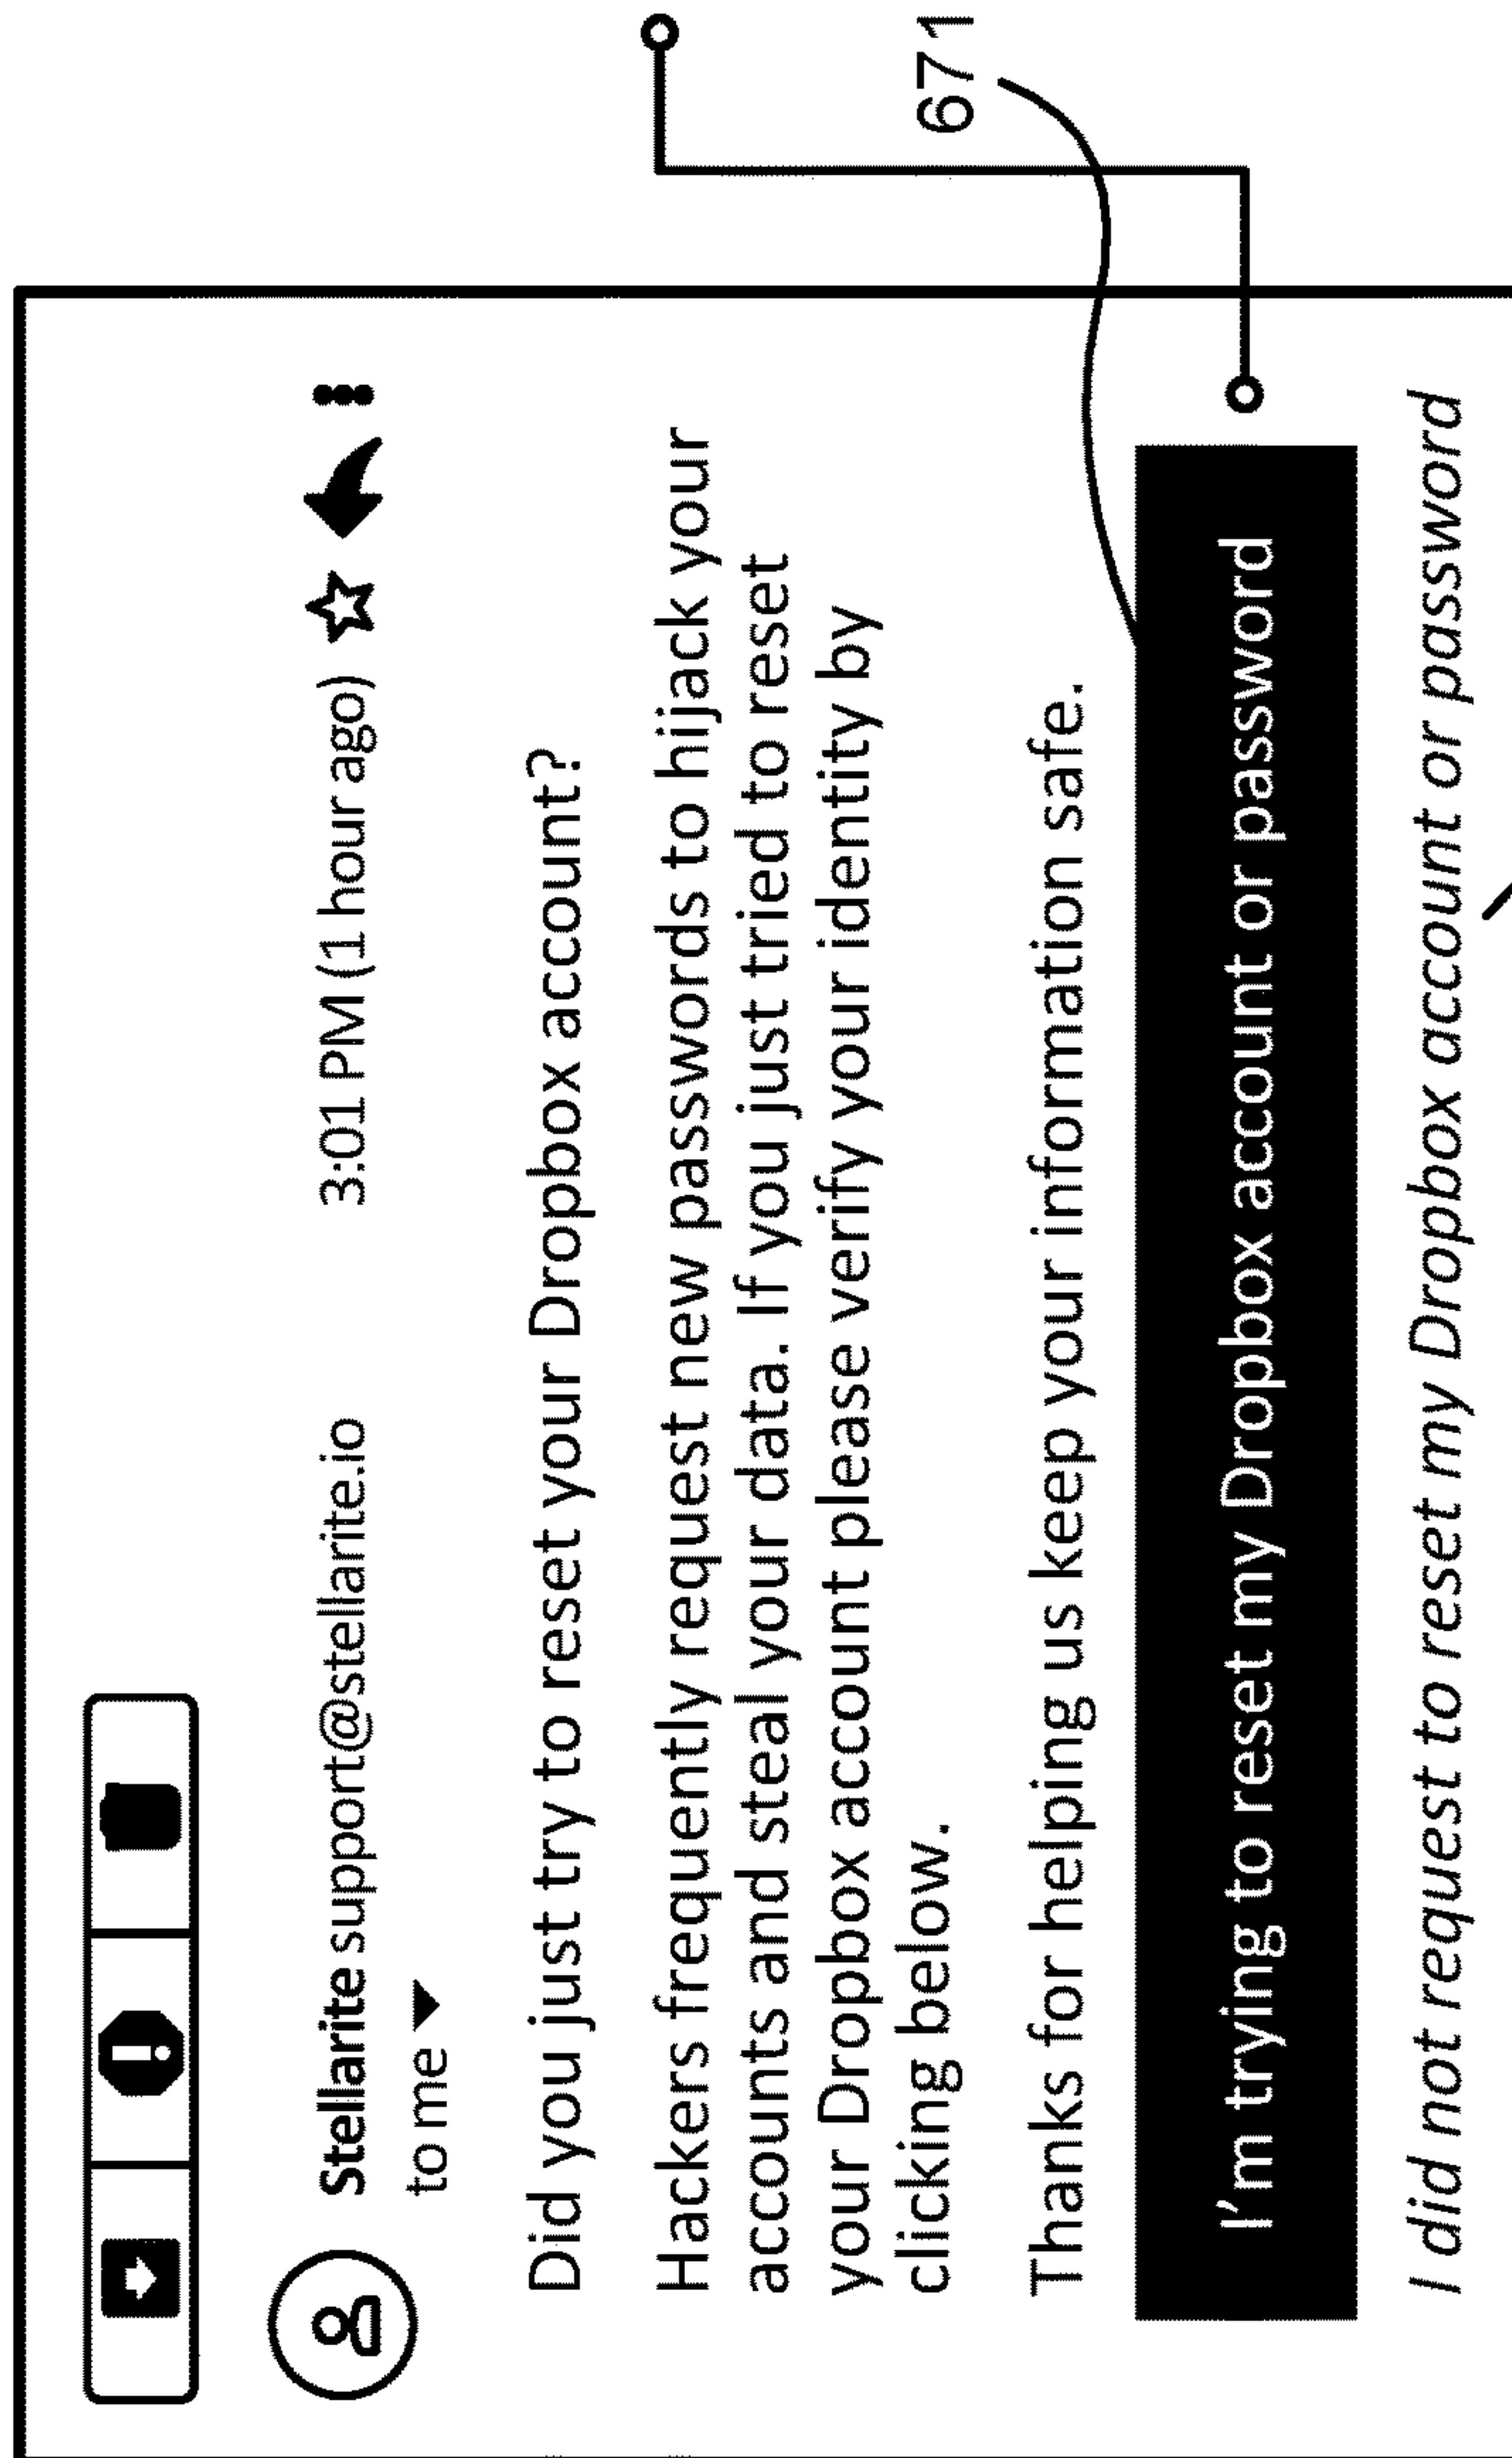 Stellarite support@stellarite.io 3:01 PM (1 hour ago)
to me
Did you just try to reset your Dropbox account?
Hackers frequently request new passwords to hijack your
accounts and steal your data. If you just tried to reset
your Dropbox account please verify your identity by
clicking below.
Thanks for helping us keep your information safe.
671
I'm trying to reset my Dropbox account or password
I did not request to reset my Dropbox account or password